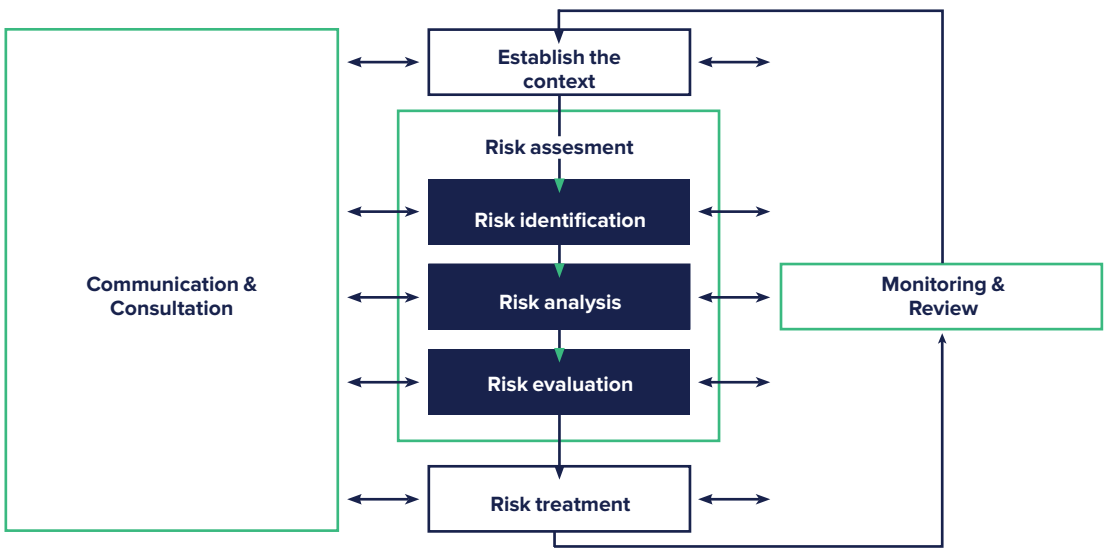 Establish the
context
Risk assesment
Risk identification
Risk analysis
Risk evaluation
Risk treatment
Communication &
Consultation
Monitoring &
Review